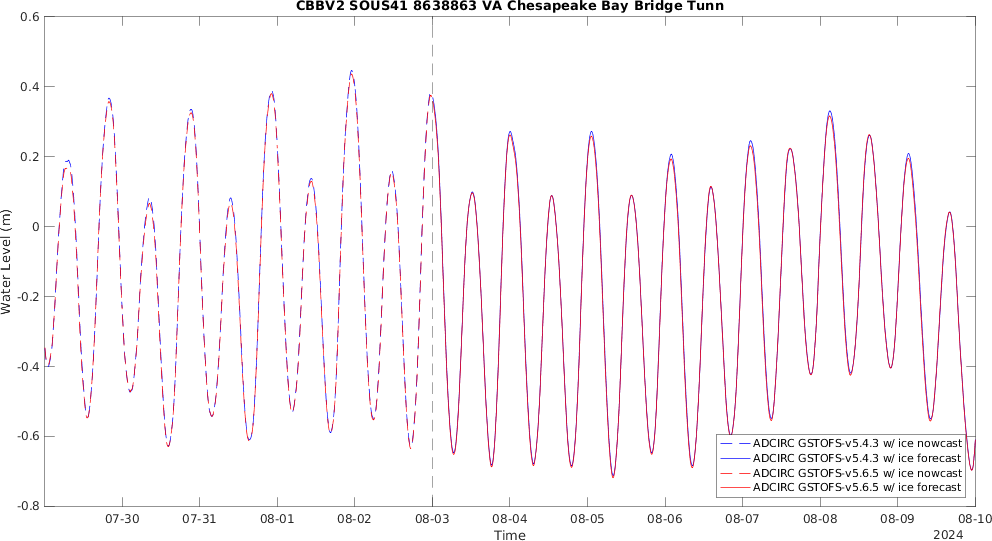 CBBV2 SOUS41 8638863 VA Chesapeake Bay Bridge Tunn
0.6
0.4
0.2
0
-0.2
-0.4
-0.6
-0.8
Water Level (m)
ADCIRC GSTOFS-v5.4.3 w/ ice nowcast
ADCIRC GSTOFS-v5.4.3 w/ ice forecast
ADCIRC GSTOFS-v5.6.5 w/ ice nowcast
ADCIRC GSTOFS-v5.6.5 w/ ice forecast
07-30 07-31 08-01 08-02 08-03 08-04 08-05 08-06 08-07 08-08 08-09 08-10
Time
2024